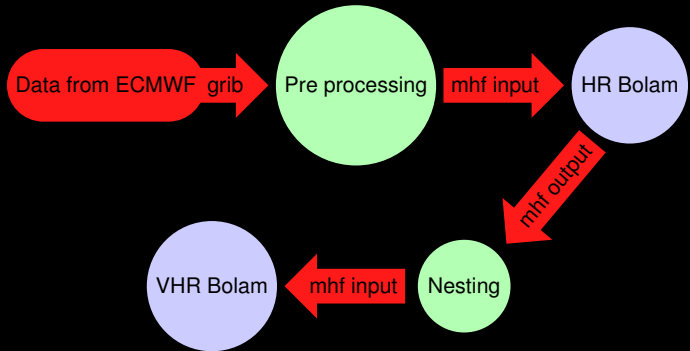 Data from ECMWF
grib
Pre processing
mhf input
HR Bolam
mhf output
Nesting
mhf input
VHR Bolam